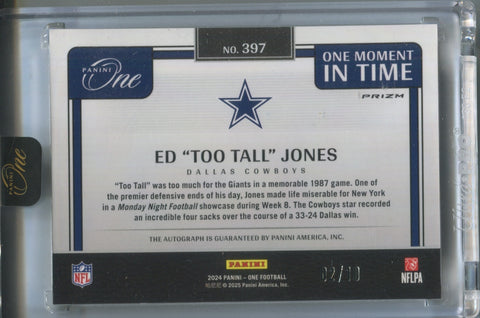 NO. 397
PANINI
One
ONE MOMENT
IN TIME
PRIZM
ED "TOO TALL" JONES
DALLAS COWBOYS
"Too Tall" was too much for the Giants in a memorable 1987 game. One of
the premier defensive ends of his day, Jones made life miserable for New York
in a Monday Night Football showcase during Week 8. The Cowboys star recorded
an incredible four sacks over the course of a 33-24 Dallas win.
THE AUTOGRAPH IS GUARANTEED BY PANINI AMERICA, INC.
PANINI
One
NFL
PANINI
2024 PANINI – ONE FOOTBALL
© 2025 Panini America, Inc.
NFLPA